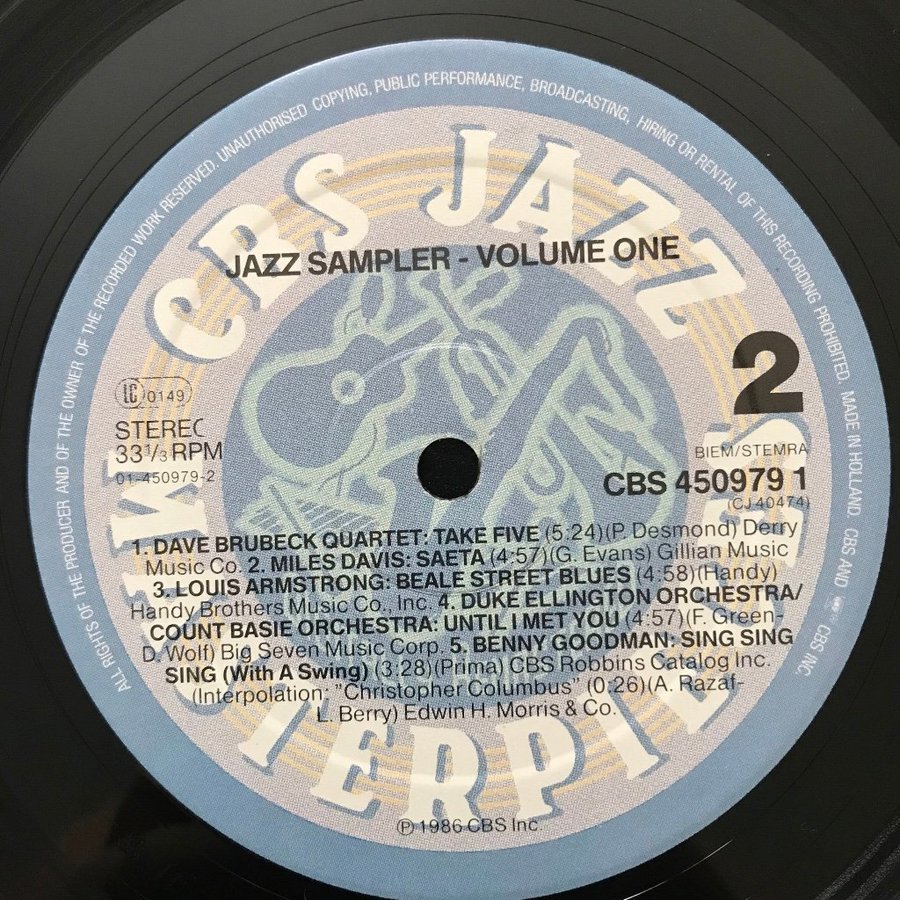 ALL RIGHTS OF THE PRODUCER AND OF THE OWNER OF THE RECORDED WORK RESERVED. UNAUTHORISED COPYING, PUBLIC PERFORMANCE, BROADCASTING, HIRING OR RENTAL OF THIS RECORDING PROHIBITED. MADE IN HOLLAND. CBS AND CBS INC
CBS JAZZ
JAZZ SAMPLER - VOLUME ONE
2
LC 0149
STEREO
33 1/3 RPM
01-450979-2
BIEM/STEMRA
CBS 450979 1
(CJ 40474)
1. DAVE BRUBECK QUARTET: TAKE FIVE (5:24)(P. Desmond) Derry
Music Co. 2. MILES DAVIS: SAETA (4:57)(G. Evans) Gillian Music
3. LOUIS ARMSTRONG: BEALE STREET BLUES (4:58)(Handy)
Handy Brothers Music Co., Inc. 4. DUKE ELLINGTON ORCHESTRA/
COUNT BASIE ORCHESTRA: UNTIL I MET YOU (4:57)(F. Green-
D. Wolf) Big Seven Music Corp. 5. BENNY GOODMAN: SING SING
SING (With A Swing) (3:28)(Prima) CBS Robbins Catalog Inc.
(Interpolation: "Christopher Columbus" (0:26)(A. Razaf-
L. Berry) Edwin H. Morris & Co.
MASTERPIECES
℗ 1986 CBS Inc.